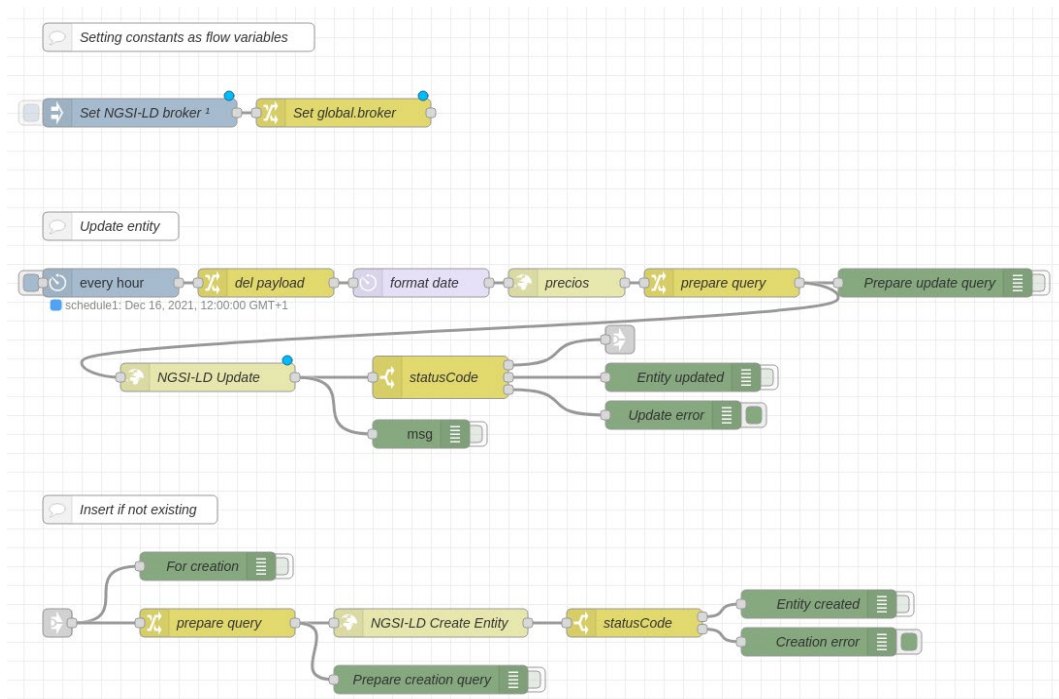 Setting constants as flow variables
Set NGSI-LD broker ¹
Set global.broker
Update entity
every hour
del payload
format date
precios
prepare query
Prepare update query
schedule1: Dec 16, 2021, 12:00:00 GMT+1
NGSI-LD Update
statusCode
Entity updated
Update error
msg
Insert if not existing
For creation
prepare query
NGSI-LD Create Entity
statusCode
Entity created
Creation error
Prepare creation query